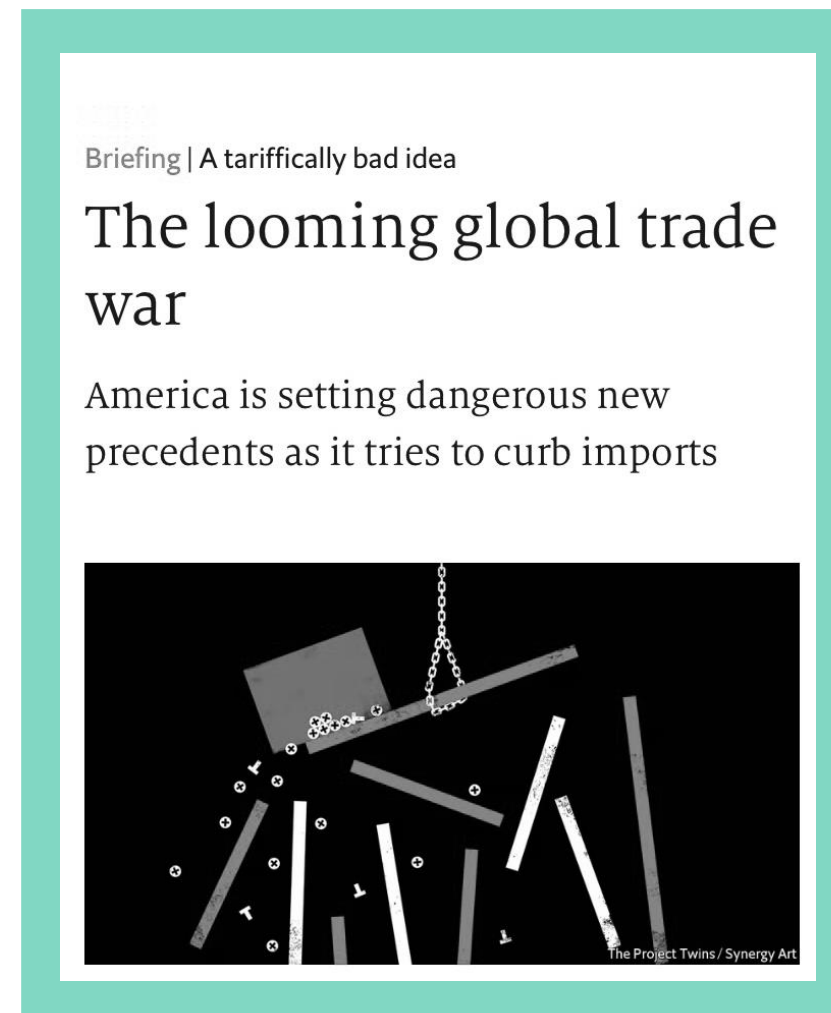 Briefing | A tariffically bad idea
The looming global trade
war
America is setting dangerous new
precedents as it tries to curb imports
The Project Twins / Synergy Art